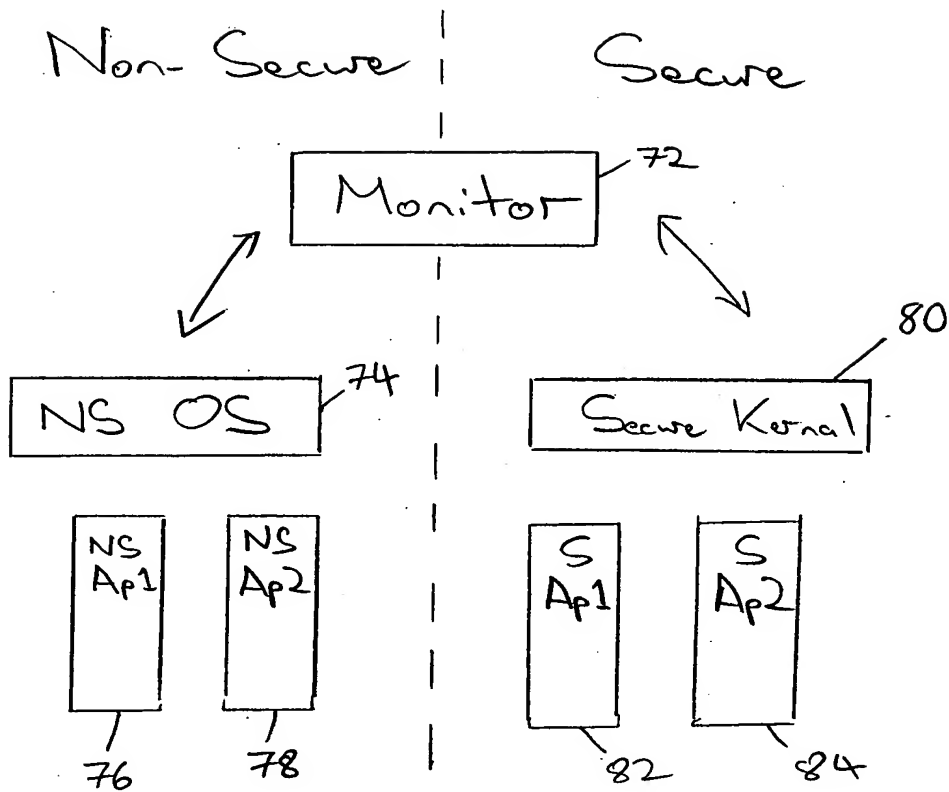 Non-Secure
Secure
Monitor
72
NS OS
74
Secure Kernal
80
NS
Ap1
NS
Ap2
S
Ap1
S
Ap2
76
78
82
84